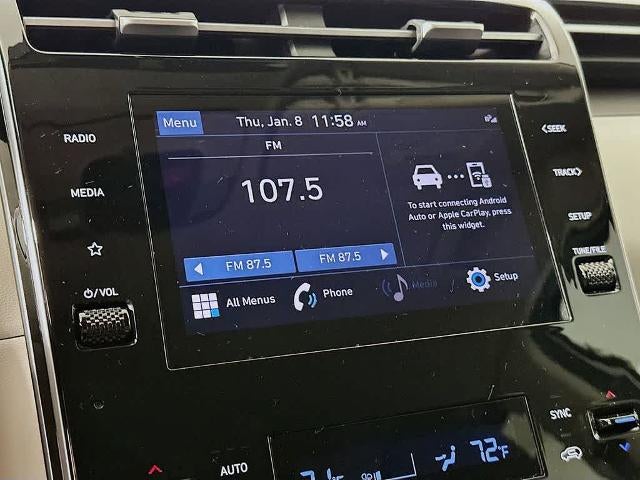 Menu
Thu, Jan. 8 11:58 AM
FM
107.5
FM 87.5
FM 87.5
To start connecting Android
Auto or Apple CarPlay, press
this widget.
All Menus
Phone
Media
Setup
RADIO
MEDIA
/VOL
<SEEK
TRACK>
SETUP
TUNE/FILE
AUTO
72°F
SYNC